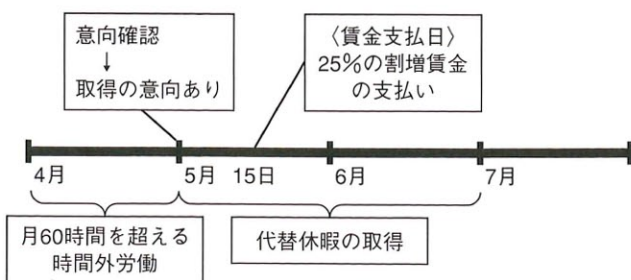 意向確認
↓
取得の意向あり
〈賃金支払日〉
25%の割増賃金
の支払い
4月
5月
15日
6月
7月
月60時間を超える
時間外労働
代替休暇の取得